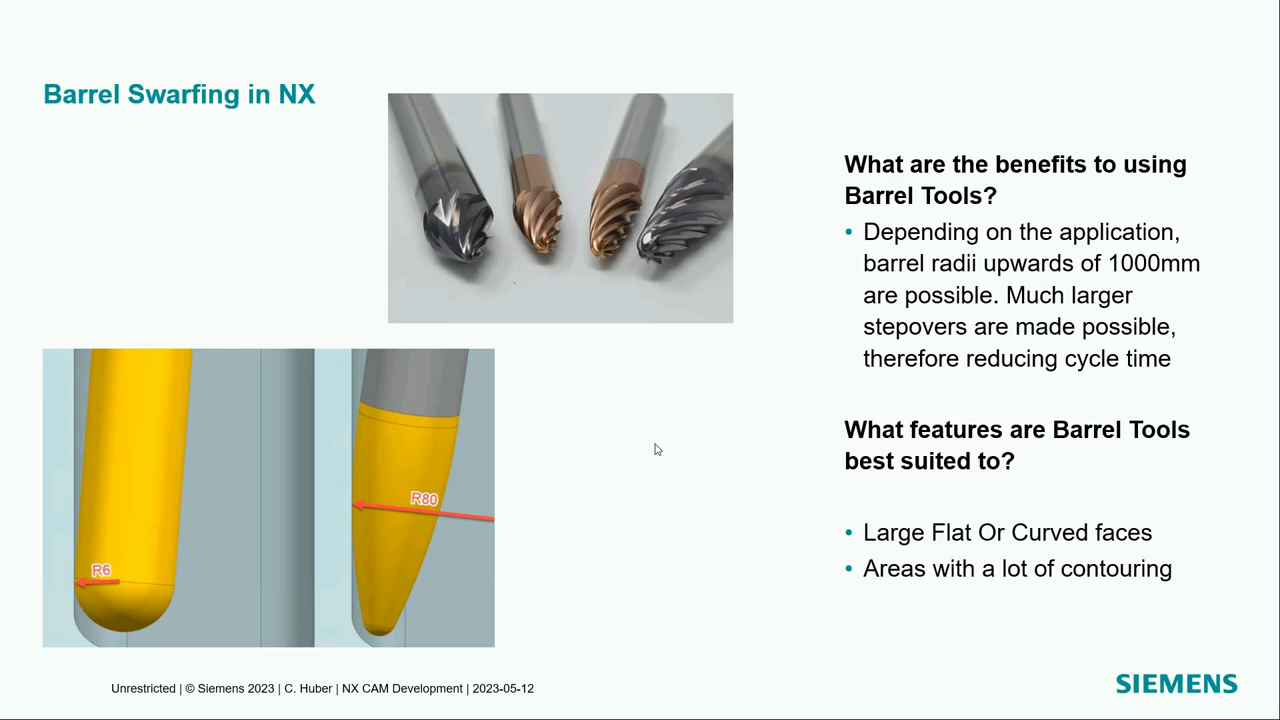 Barrel Swarfing in NX
What are the benefits to using
Barrel Tools?
• Depending on the application,
barrel radii upwards of 1000mm
are possible. Much larger
stepovers are made possible,
therefore reducing cycle time
What features are Barrel Tools
best suited to?
• Large Flat Or Curved faces
• Areas with a lot of contouring
R6
R80
Unrestricted | © Siemens 2023 | C. Huber | NX CAM Development | 2023-05-12
SIEMENS